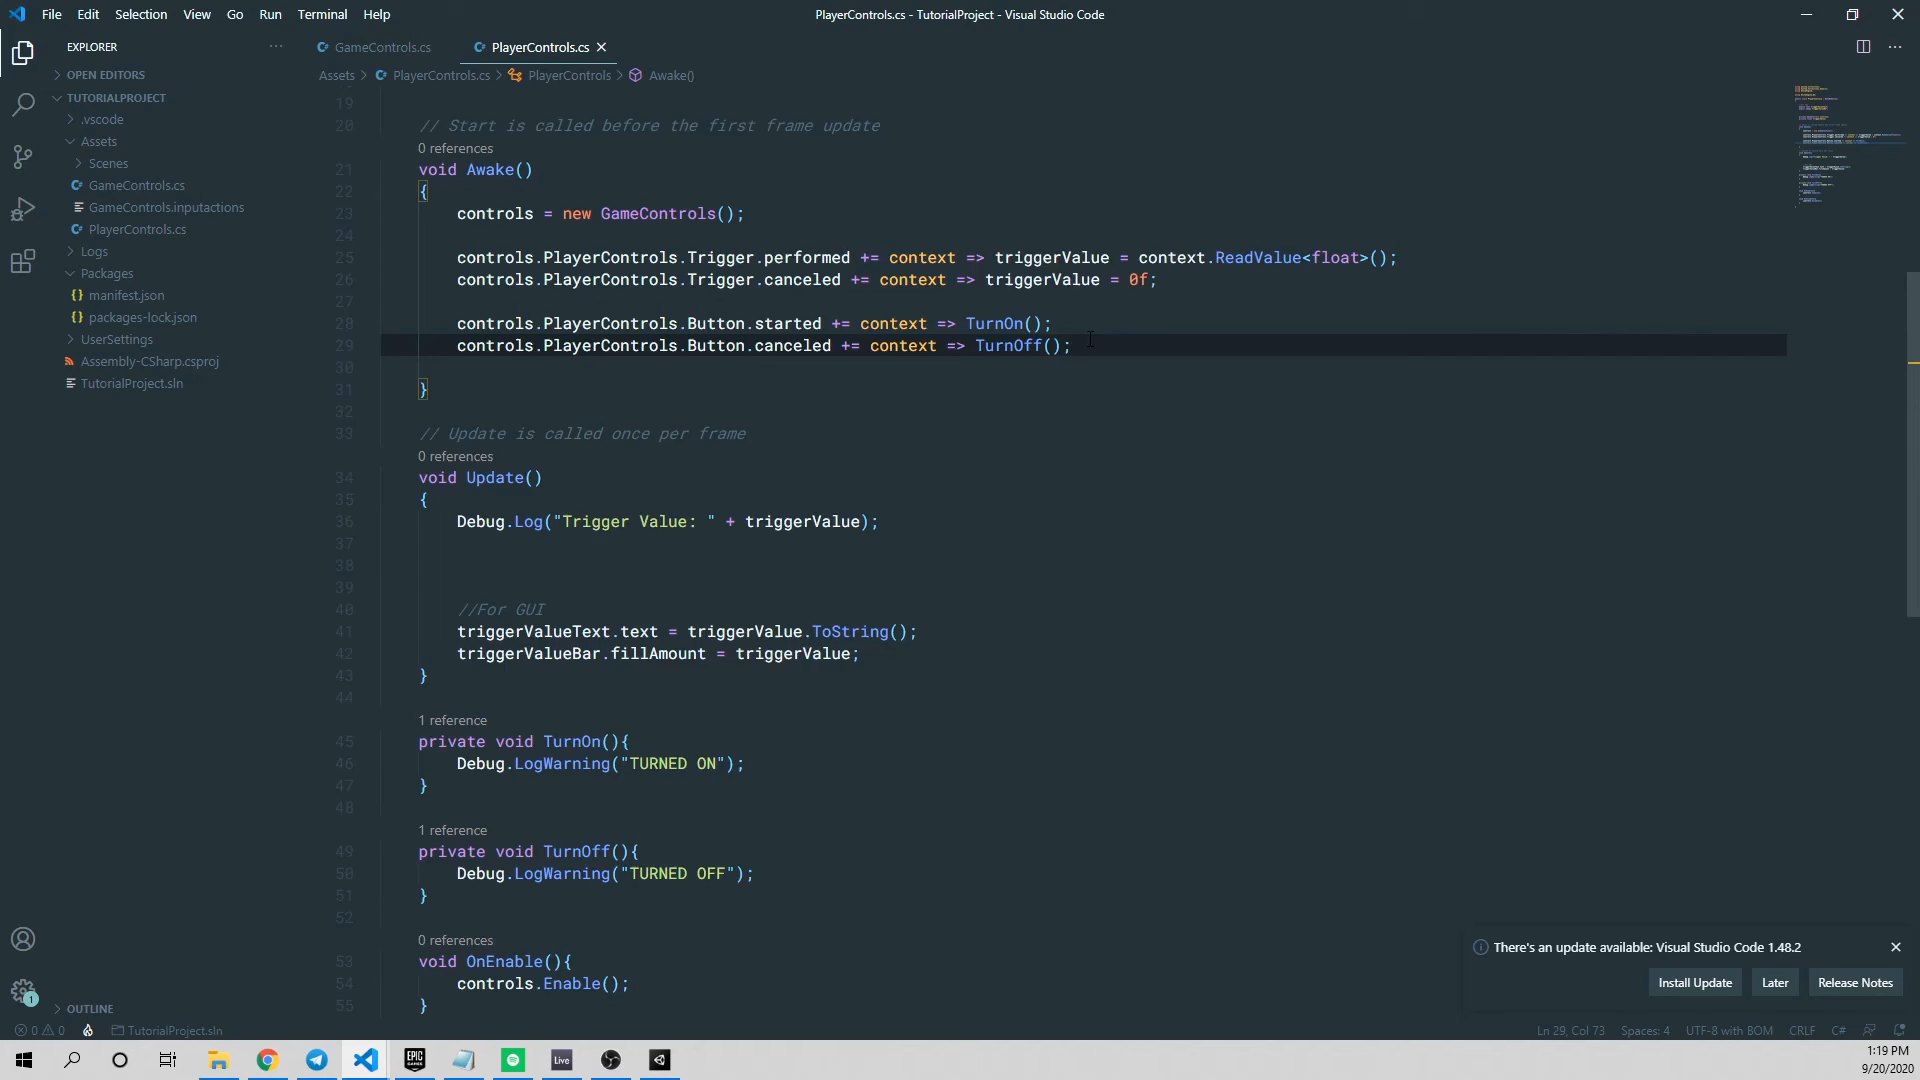 File Edit Selection View Go Run Terminal Help
PlayerControls.cs - TutorialProject - Visual Studio Code
EXPLORER
GameControls.cs
PlayerControls.cs
OPEN EDITORS
Assets > PlayerControls.cs > PlayerControls > Awake()
TUTORIALPROJECT
.vscode
Assets
Scenes
GameControls.cs
GameControls.inputactions
PlayerControls.cs
Logs
Packages
manifest.json
packages-lock.json
UserSettings
Assembly-CSharp.csproj
TutorialProject.sln
OUTLINE
19
20 // Start is called before the first frame update
0 references
21 void Awake()
22 {
23 controls = new GameControls();
24
25 controls.PlayerControls.Trigger.performed += context => triggerValue = context.ReadValue<float>();
26 controls.PlayerControls.Trigger.canceled += context => triggerValue = 0f;
27
28 controls.PlayerControls.Button.started += context => TurnOn();
29 controls.PlayerControls.Button.canceled += context => TurnOff();
30
31 }
32
33 // Update is called once per frame
0 references
34 void Update()
35 {
36 Debug.Log("Trigger Value: " + triggerValue);
37
38
39
40 //For GUI
41 triggerValueText.text = triggerValue.ToString();
42 triggerValueBar.fillAmount = triggerValue;
43 }
44
1 reference
45 private void TurnOn(){
46 Debug.LogWarning("TURNED ON");
47 }
48
1 reference
49 private void TurnOff(){
50 Debug.LogWarning("TURNED OFF");
51 }
52
0 references
53 void OnEnable(){
54 controls.Enable();
55 }
There's an update available: Visual Studio Code 1.48.2
Install Update
Later
Release Notes
1
0 0
TutorialProject.sln
Ln 29, Col 73
Spaces: 4
UTF-8 with BOM
CRLF
C#
EPIC GAMES
Live
1:19 PM
9/20/2020